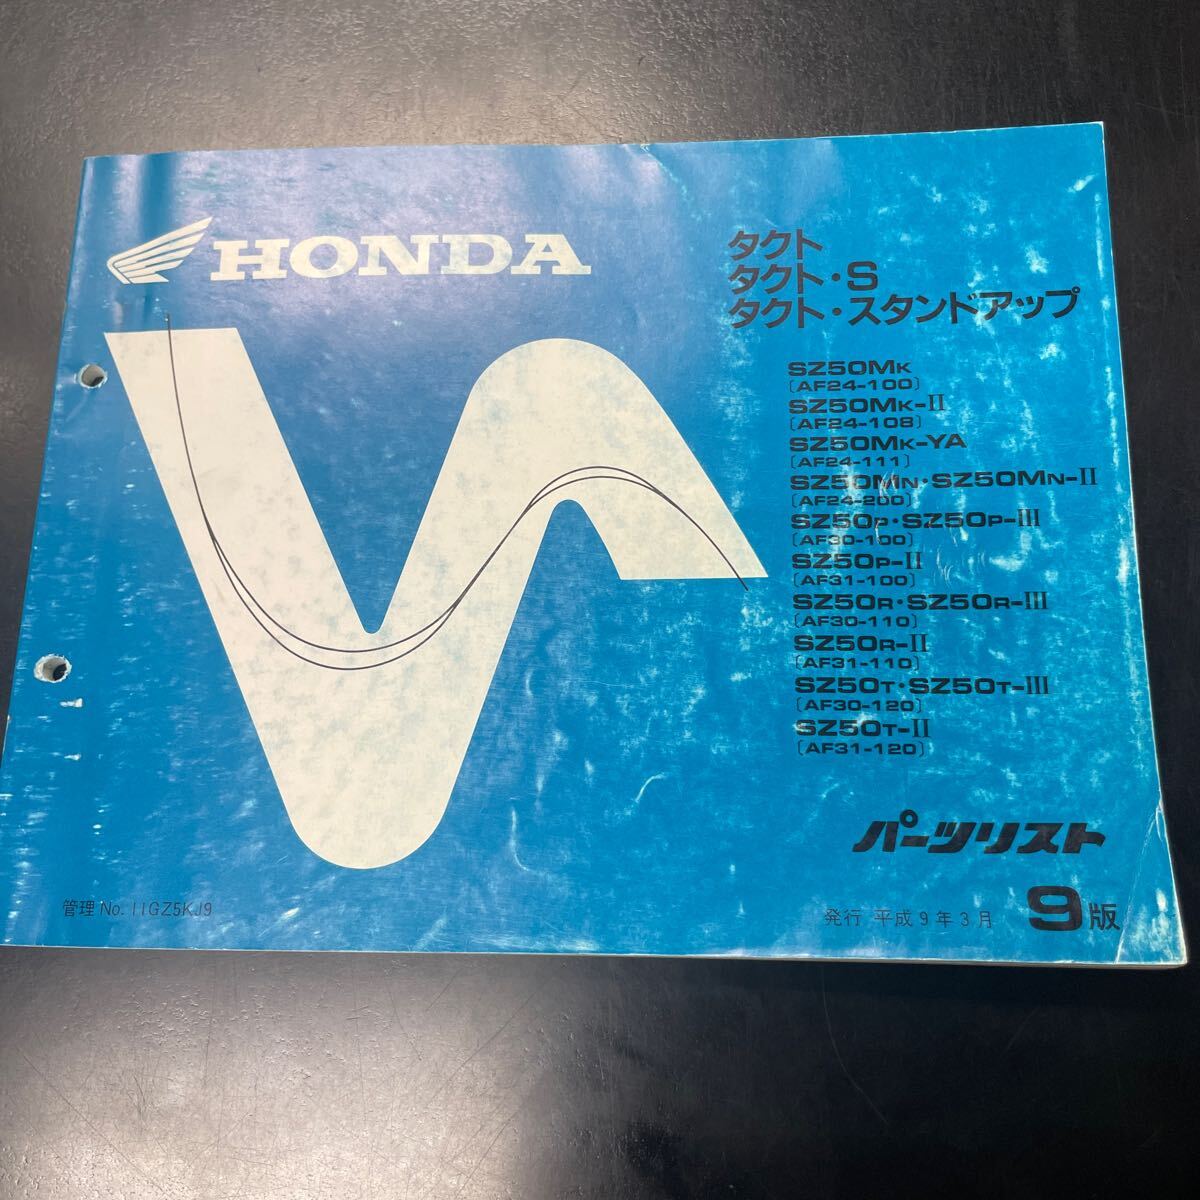 HONDA
タクト
タクト・S
タクト・スタンドアップ
SZ50MK
〔AF24-100〕
SZ50MK-II
〔AF24-108〕
SZ50MK-YA
〔AF24-111〕
SZ50MN・SZ50MN-II
〔AF24-200〕
SZ50P・SZ50P-III
〔AF30-100〕
SZ50P-II
〔AF31-100〕
SZ50R・SZ50R-III
〔AF30-110〕
SZ50R-II
〔AF31-110〕
SZ50T・SZ50T-III
〔AF30-120〕
SZ50T-II
〔AF31-120〕
パーツリスト
管理 No. 11GZ5KJ9
発行 平成9年3月 9版